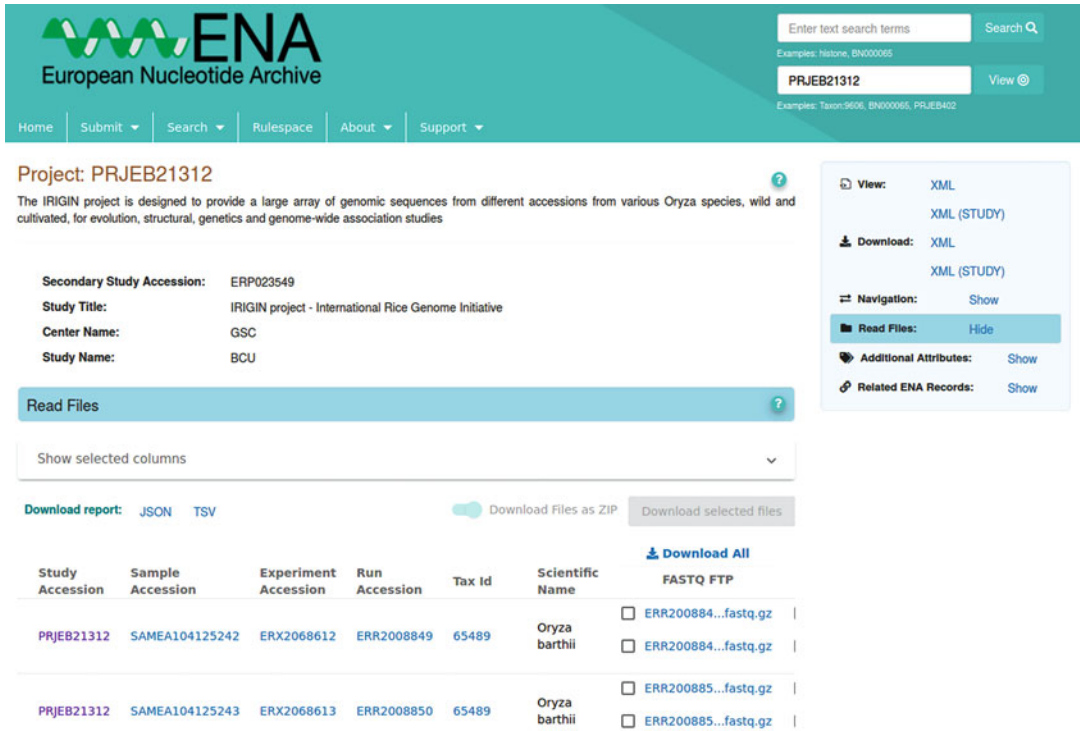 ENA
European Nucleotide Archive
Enter text search terms
Search
Examples: histone, BN000065
PRJEB21312
View
Examples: Taxon:9606, BN000065, PRJEB402
Home Submit Search Rulespace About Support
Project: PRJEB21312
?
The IRIGIN project is designed to provide a large array of genomic sequences from different accessions from various Oryza species, wild and
cultivated, for evolution, structural, genetics and genome-wide association studies
Secondary Study Accession: ERP023549
Study Title: IRIGIN project - International Rice Genome Initiative
Center Name: GSC
Study Name: BCU
View: XML
XML (STUDY)
Download: XML
XML (STUDY)
Navigation: Show
Read Files: Hide
Additional Attributes: Show
Related ENA Records: Show
Read Files
?
Show selected columns
Download report: JSON TSV
Download Files as ZIP
Download selected files
Download All
Study Accession
Sample Accession
Experiment Accession
Run Accession
Tax Id
Scientific Name
FASTQ FTP
PRJEB21312 SAMEA104125242 ERX2068612 ERR2008849 65489 Oryza barthii
ERR200884...fastq.gz
ERR200884...fastq.gz
PRJEB21312 SAMEA104125243 ERX2068613 ERR2008850 65489 Oryza barthii
ERR200885...fastq.gz
ERR200885...fastq.gz